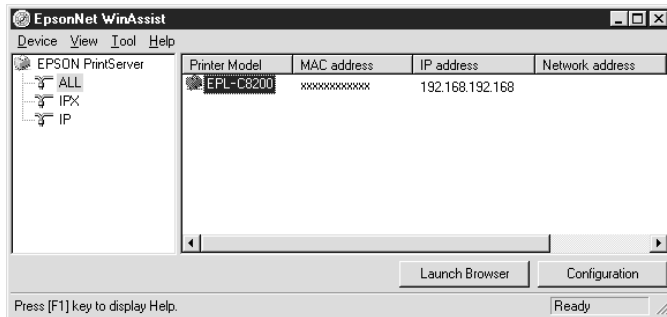 EpsonNet WinAssist
Device View Tool Help
EPSON PrintServer
ALL
IPX
IP
Printer Model MAC address IP address Network address
EPL-C8200 xxxxxxxxxxxx 192.168.192.168
Launch Browser Configuration
Press [F1] key to display Help. Ready